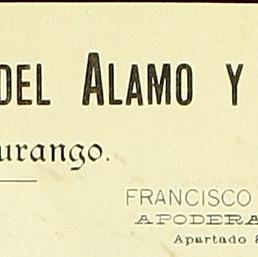 DEL ALAMO Y
urango.
FRANCISCO
APODERA
Apartado